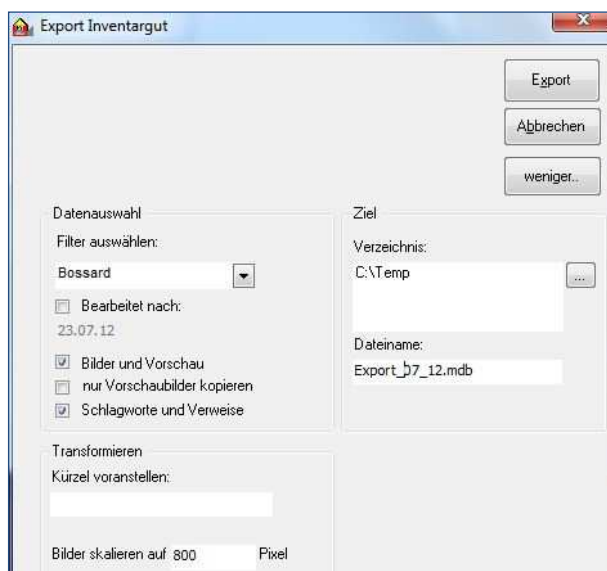 Export Inventargut
Export
Abbrechen
weniger..
Datenauswahl
Filter auswählen:
Bossard
Bearbeitet nach:
23.07.12
Bilder und Vorschau
nur Vorschaubilder kopieren
Schlagworte und Verweise
Ziel
Verzeichnis:
C:\Temp
...
Dateiname:
Export_07_12.mdb
Transformieren
Kürzel voranstellen:
Bilder skalieren auf 800 Pixel